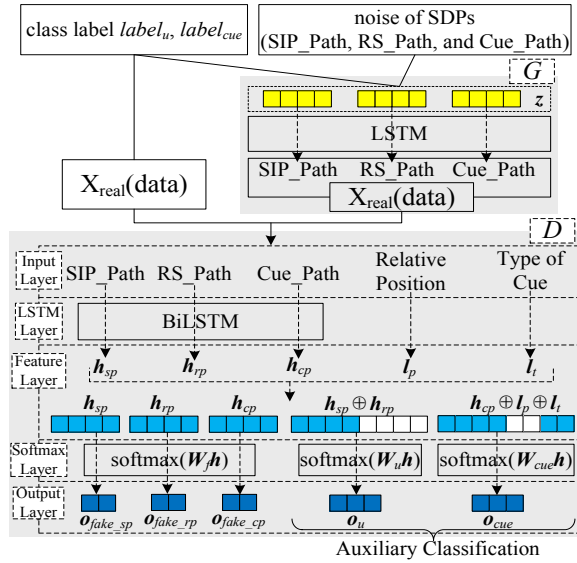 class label label_u, label_cue
noise of SDPs
(SIP_Path, RS_Path, and Cue_Path)
G
z
LSTM
SIP_Path RS_Path Cue_Path
X_real(data)
X_real(data)
D
Input Layer
SIP_Path RS_Path Cue_Path Relative Position Type of Cue
LSTM Layer
BiLSTM
Feature Layer
h_sp h_rp h_cp l_p l_t
h_sp h_rp h_cp h_sp⊕h_rp h_cp⊕l_p⊕l_t
Softmax Layer
softmax(W_f h) softmax(W_u h) softmax(W_cue h)
Output Layer
o_fake_sp o_fake_rp o_fake_cp o_u o_cue
Auxiliary Classification